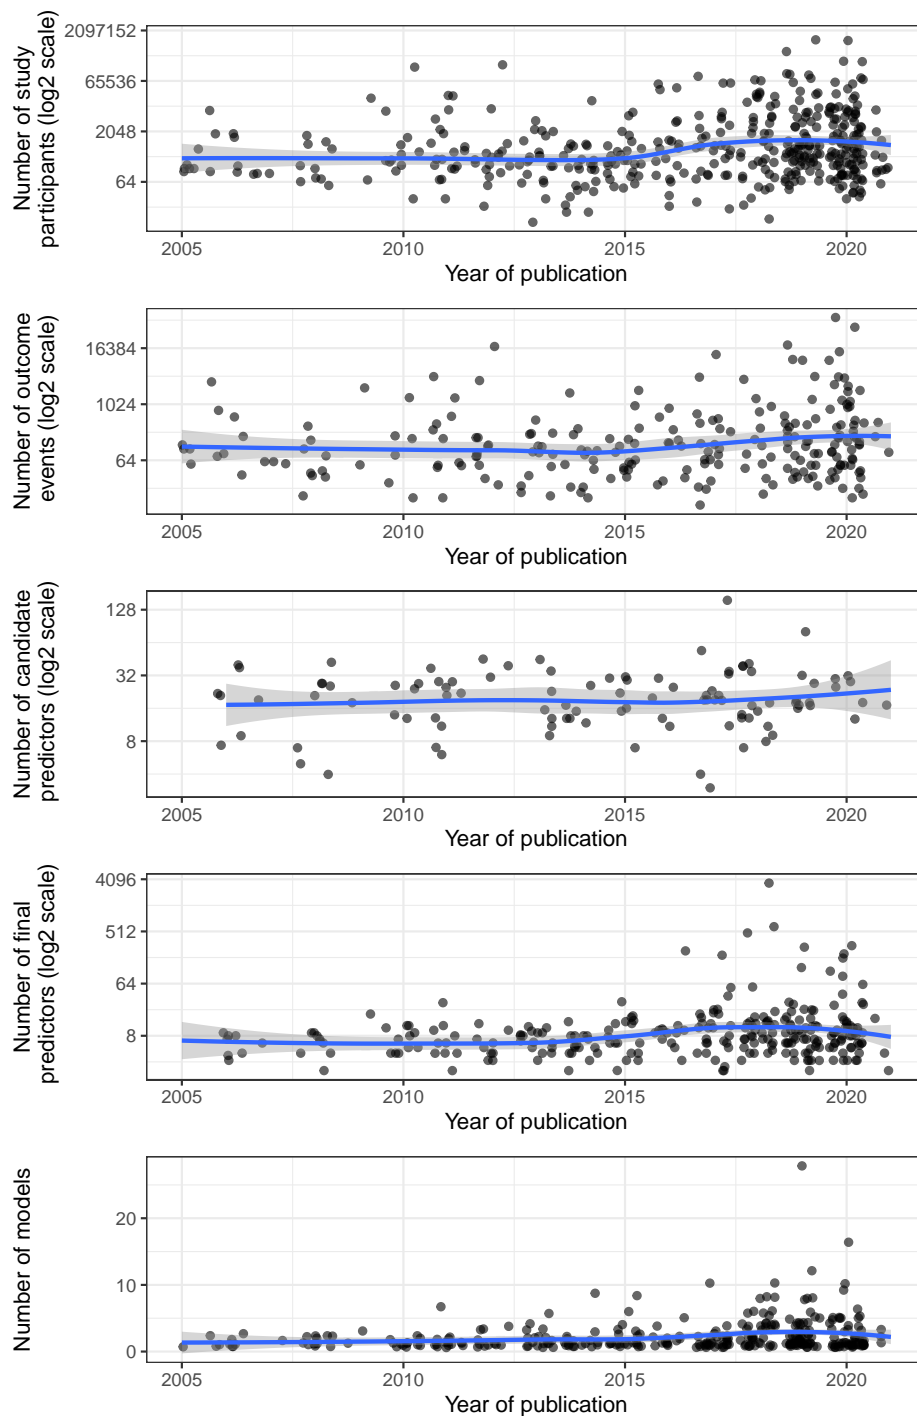 Number of study
participants (log2 scale)
2097152
65536
2048
64
2005
2010
2015
2020
Year of publication
Number of outcome
events (log2 scale)
16384
1024
64
2005
2010
2015
2020
Year of publication
Number of candidate
predictors (log2 scale)
128
32
8
2005
2010
2015
2020
Year of publication
Number of final
predictors (log2 scale)
4096
512
64
8
2005
2010
2015
2020
Year of publication
Number of models
20
10
0
2005
2010
2015
2020
Year of publication